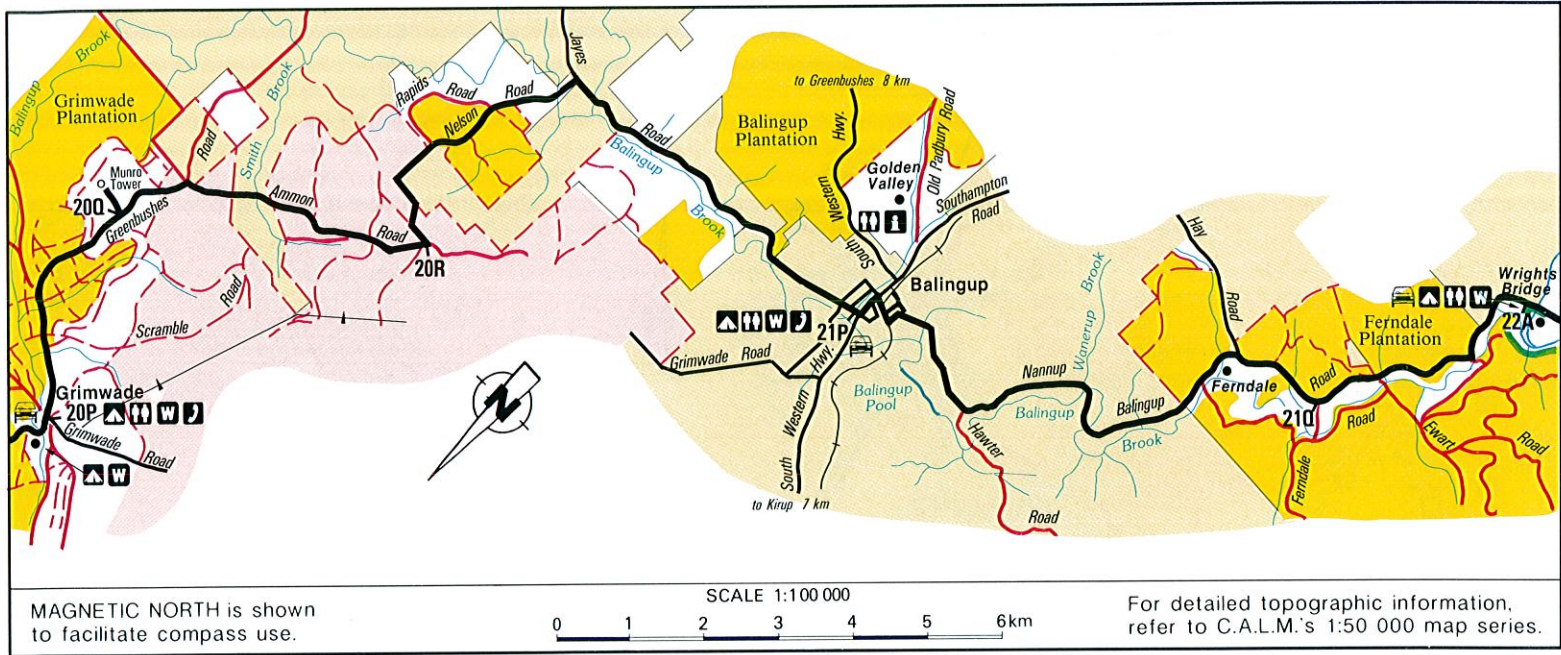 Balingup
Brook
Grimwade
Plantation
Munro
Tower
20Q
Greenbushes
Road
Smith
Brook
Ammon
Road
20R
Scramble
Road
Grimwade
20P
W
Grimwade
Road
W
Jayes
Rapids
Road
Nelson
Road
Road
Balingup
Brook
to Greenbushes 8 km
Western
Hwy.
South
Balingup
Plantation
Golden
Valley
Old Padbury Road
Southampton
Road
Balingup
W
21P
Grimwade Road
Hwy.
Western
South
to Kirup 7 km
Balingup
Pool
Hawter
Road
Nannup
Balingup
Brook
Wanerup
Brook
Balingup
Hay
Road
Ferndale
Road
21Q
Road
Ferndale
Ferndale
Plantation
Ewart
Road
W
Wrights
Bridge
22A
N
MAGNETIC NORTH is shown
to facilitate compass use.
SCALE 1:100 000
0 1 2 3 4 5 6km
For detailed topographic information,
refer to C.A.L.M.'s 1:50 000 map series.